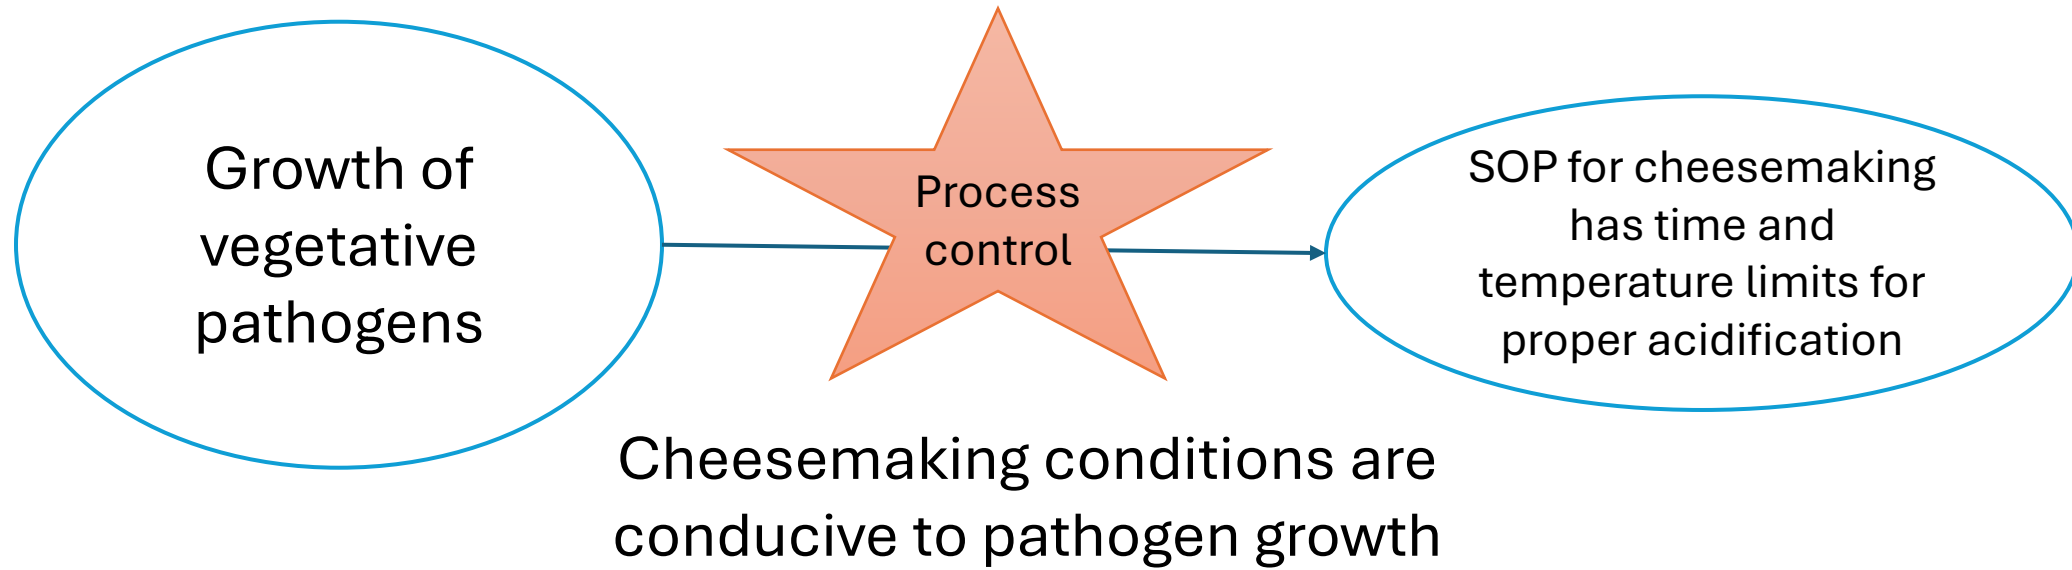 Growth of
vegetative
pathogens
Process
control
SOP for cheesemaking
has time and
temperature limits for
proper acidification
Cheesemaking conditions are
conducive to pathogen growth